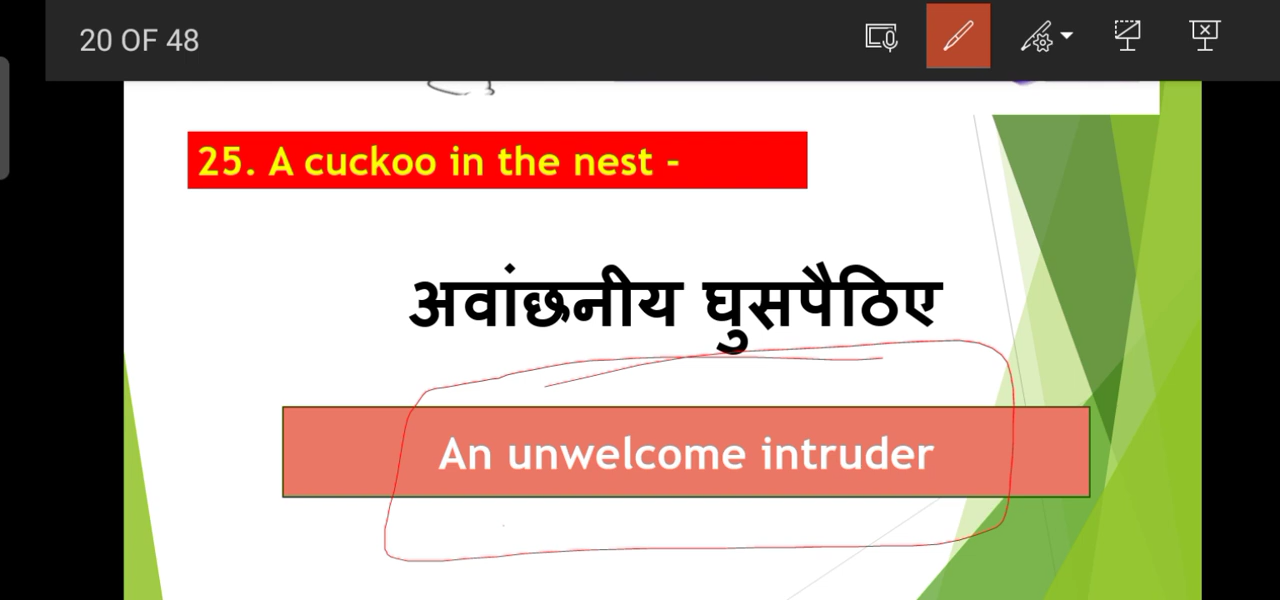 20 OF 48
25. A cuckoo in the nest -
अवांछनीय घुसपैठिए
An unwelcome intruder